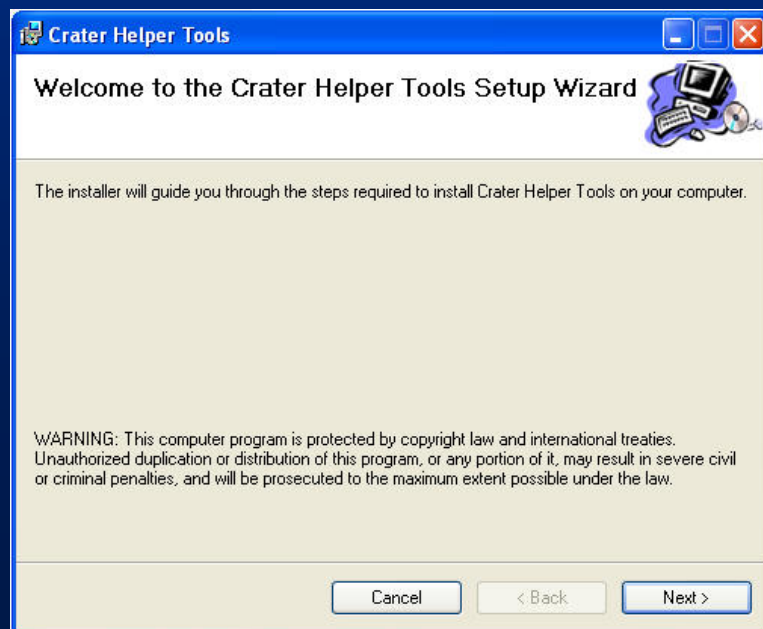 Crater Helper Tools
Welcome to the Crater Helper Tools Setup Wizard
The installer will guide you through the steps required to install Crater Helper Tools on your computer.
WARNING: This computer program is protected by copyright law and international treaties.
Unauthorized duplication or distribution of this program, or any portion of it, may result in severe civil
or criminal penalties, and will be prosecuted to the maximum extent possible under the law.
Cancel
< Back
Next >